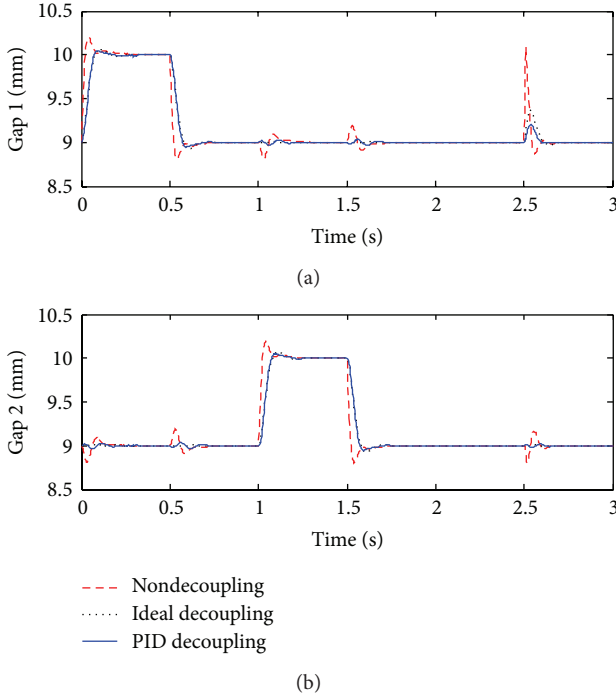 10.5
10
9.5
9
8.5
Gap 1 (mm)
0 0.5 1 1.5 2 2.5 3
Time (s)
(a)
10.5
10
9.5
9
8.5
Gap 2 (mm)
0 0.5 1 1.5 2 2.5 3
Time (s)
Nondecoupling
Ideal decoupling
PID decoupling
(b)